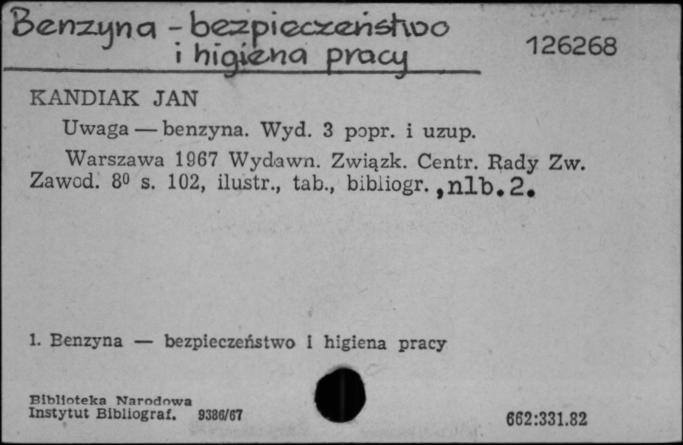 Benzyna - bezpieczeństwo
i higiena pracy
126268
KANDIAK JAN
Uwaga — benzyna. Wyd. 3 popr. i uzup.
Warszawa 1967 Wydawn. Związk. Centr. Rady Zw.
Zawod. 8⁰ s. 102, ilustr., tab., bibliogr. , nlb. 2.
1. Benzyna — bezpieczeństwo i higiena pracy
Biblioteka Narodowa
Instytut Bibliograf. 9386/67
662:331.82